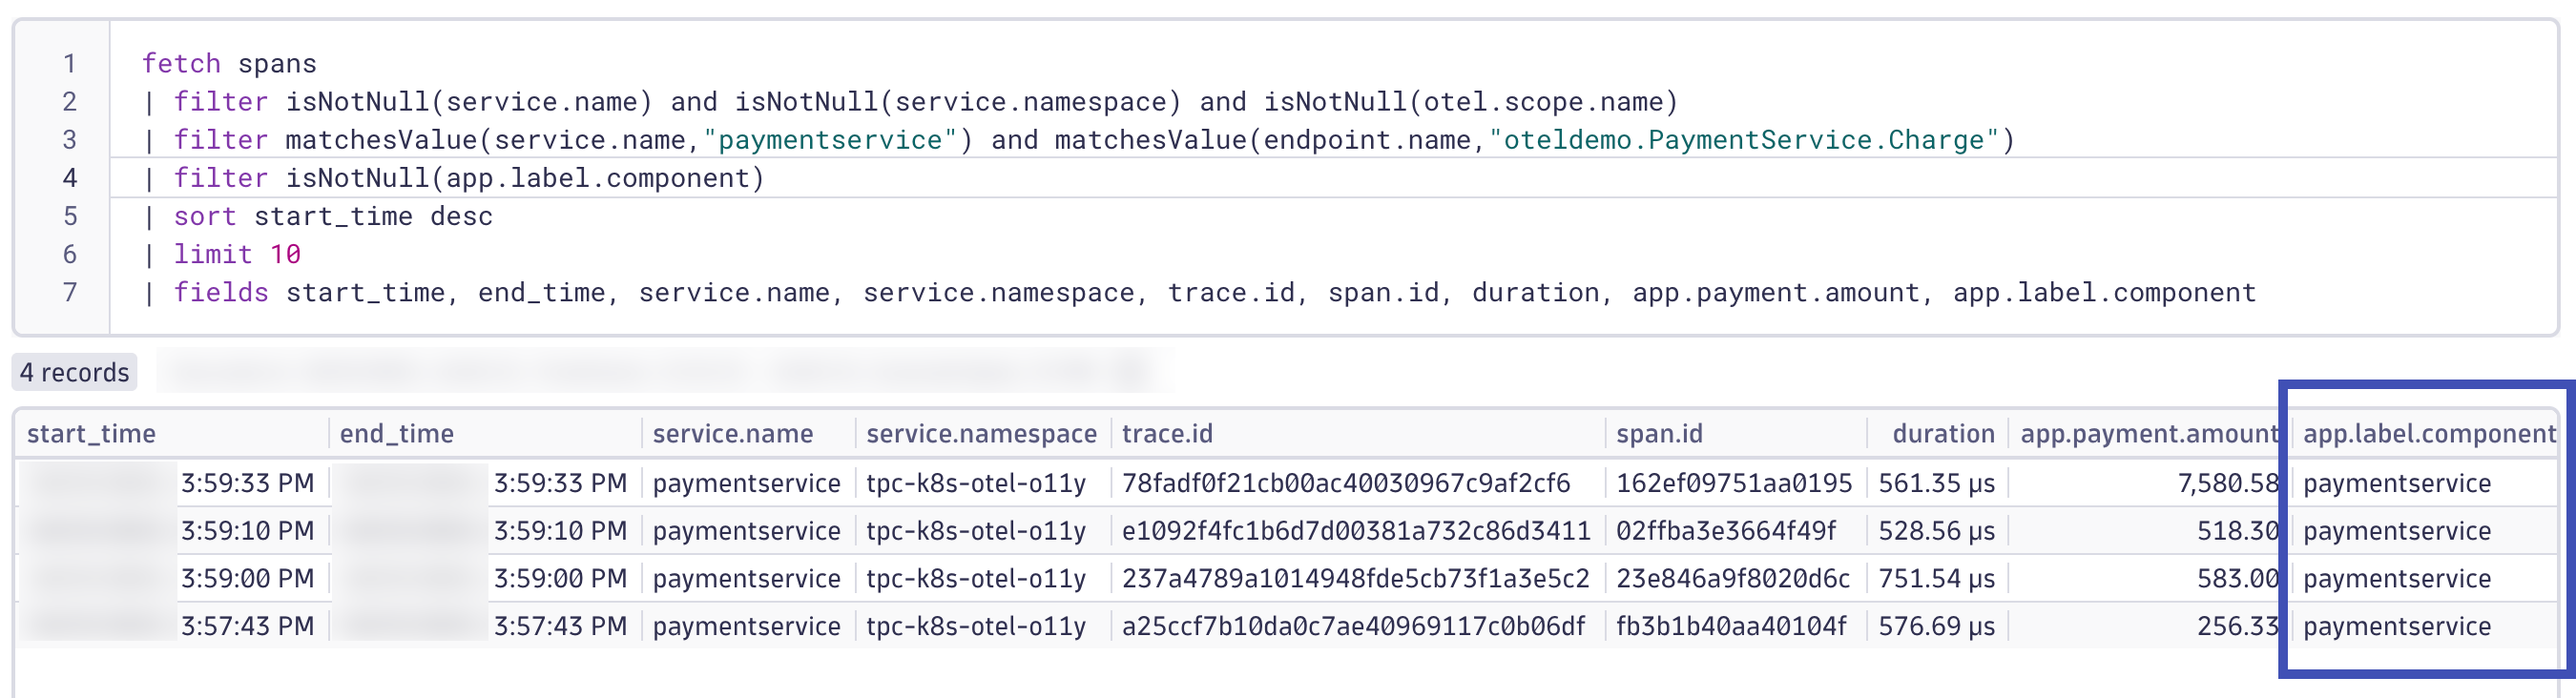 1 fetch spans
2 | filter isNotNull(service.name) and isNotNull(service.namespace) and isNotNull(otel.scope.name)
3 | filter matchesValue(service.name,"paymentservice") and matchesValue(endpoint.name,"oteldemo.PaymentService.Charge")
4 | filter isNotNull(app.label.component)
5 | sort start_time desc
6 | limit 10
7 | fields start_time, end_time, service.name, service.namespace, trace.id, span.id, duration, app.payment.amount, app.label.component
4 records
start_time end_time service.name service.namespace trace.id span.id duration app.payment.amount app.label.component
3:59:33 PM 3:59:33 PM paymentservice tpc-k8s-otel-o11y 78fadf0f21cb00ac40030967c9af2cf6 162ef09751aa0195 561.35 µs 7,580.58 paymentservice
3:59:10 PM 3:59:10 PM paymentservice tpc-k8s-otel-o11y e1092f4fc1b6d7d00381a732c86d3411 02ffba3e3664f49f 528.56 µs 518.30 paymentservice
3:59:00 PM 3:59:00 PM paymentservice tpc-k8s-otel-o11y 237a4789a1014948fde5cb73f1a3e5c2 23e846a9f8020d6c 751.54 µs 583.00 paymentservice
3:57:43 PM 3:57:43 PM paymentservice tpc-k8s-otel-o11y a25ccf7b10da0c7ae40969117c0b06df fb3b1b40aa40104f 576.69 µs 256.33 paymentservice